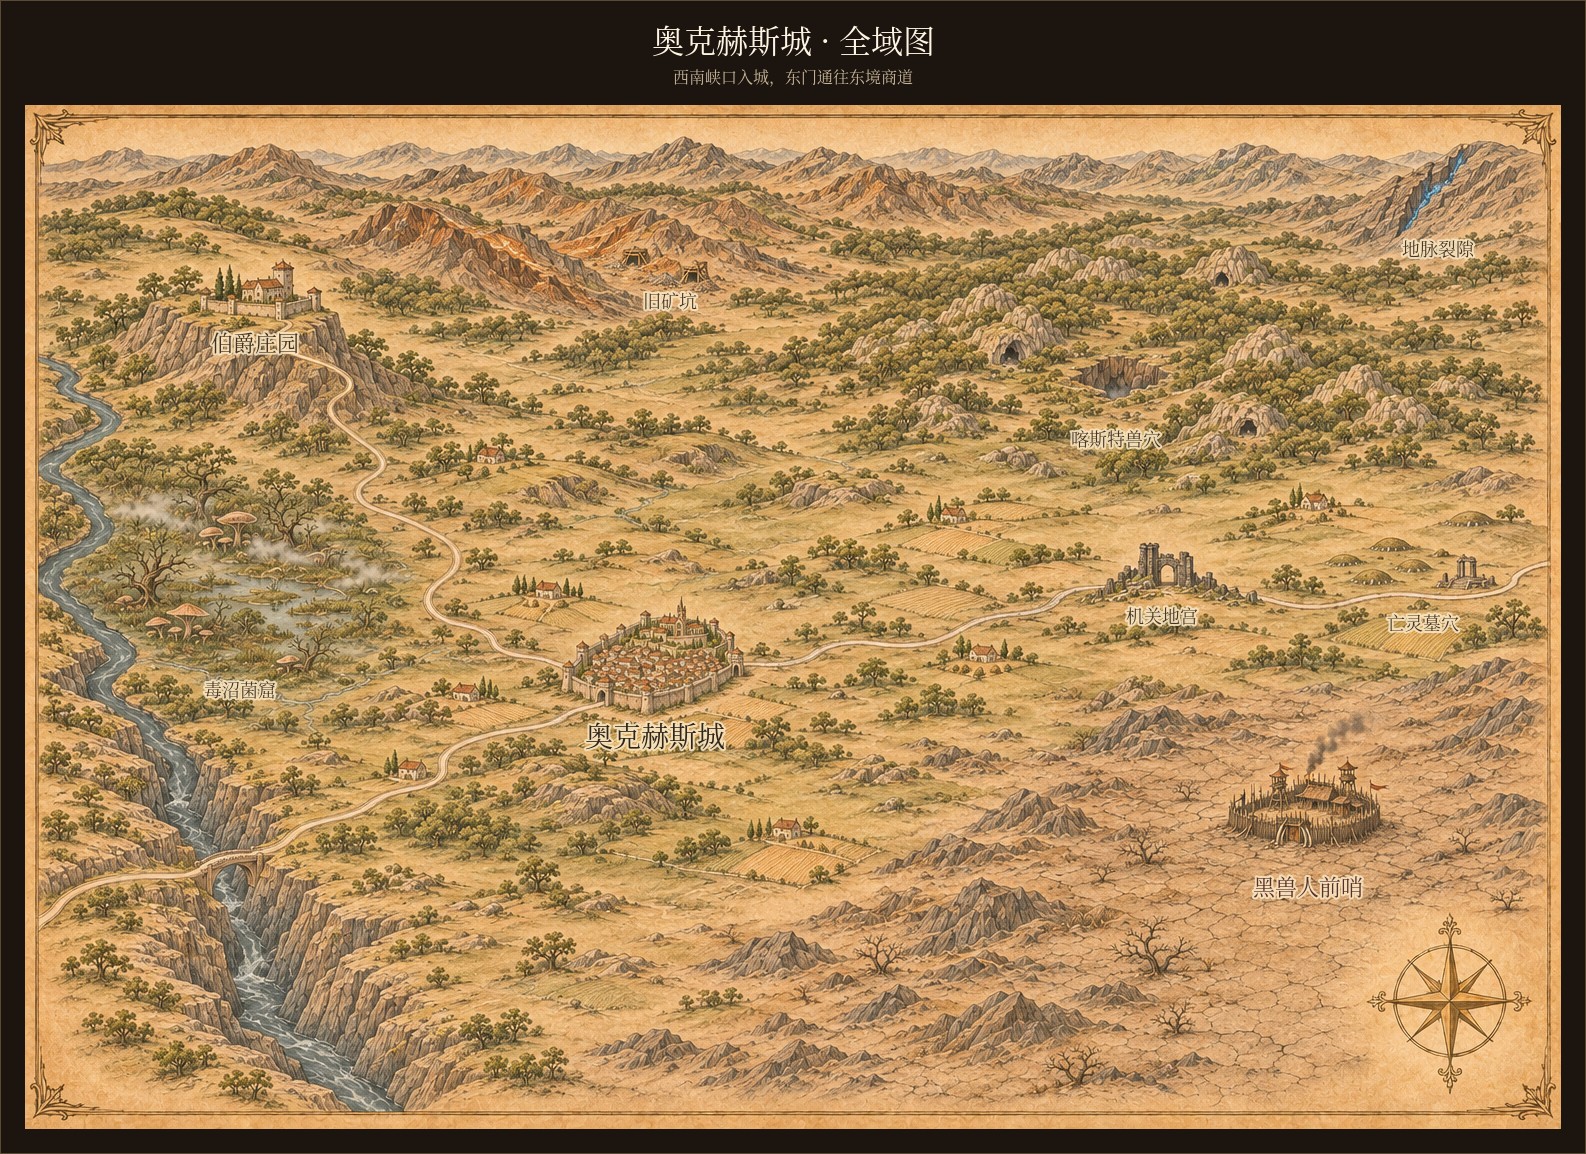 奥克赫斯城 · 全域图
西南峡口入城，东门通往东境商道
地脉裂隙
旧矿坑
伯爵庄园
喀斯特兽穴
机关地宫
亡灵墓穴
毒沼菌窟
奥克赫斯城
黑兽人前哨